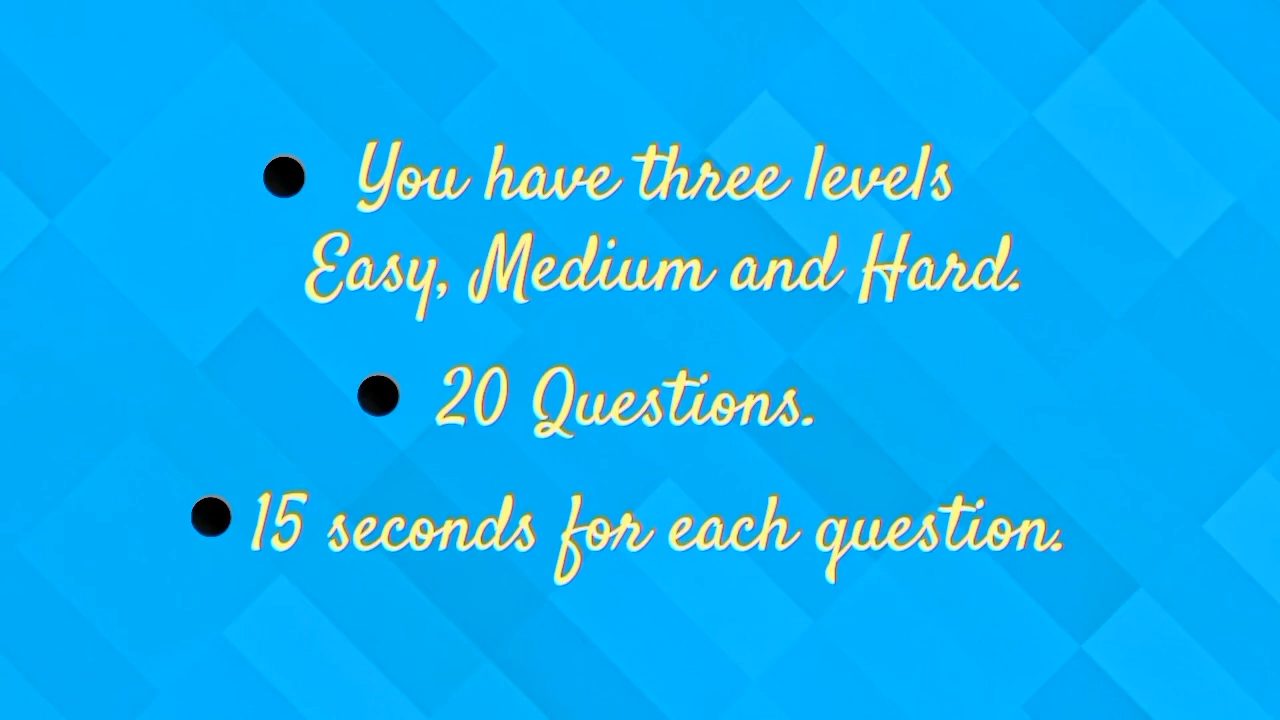 You have three levels
Easy, Medium and Hard.
20 Questions.
15 seconds for each question.